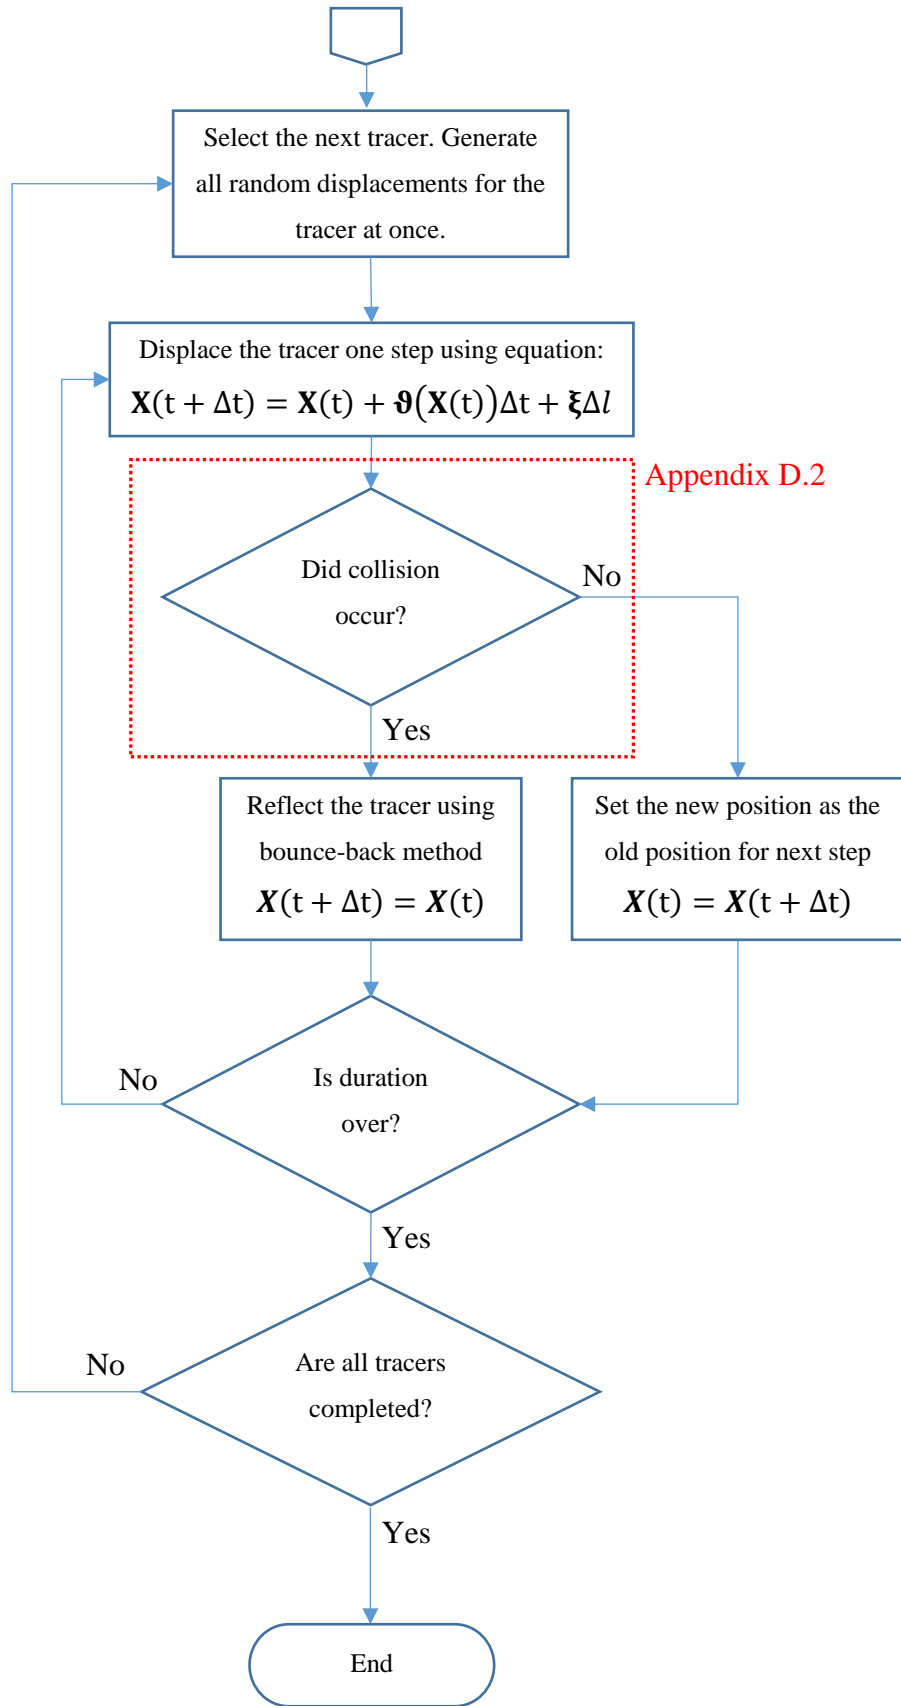 Select the next tracer. Generate
all random displacements for the
tracer at once.
Displace the tracer one step using equation:
𝐗(t + Δt) = 𝐗(t) + 𝛝(𝐗(t))Δt + 𝛏Δ𝑙
Appendix D.2
Did collision
occur?
No
Yes
Reflect the tracer using
bounce-back method
𝑿(t + Δt) = 𝑿(t)
Set the new position as the
old position for next step
𝑿(t) = 𝑿(t + Δt)
Is duration
over?
No
Yes
Are all tracers
completed?
No
Yes
End